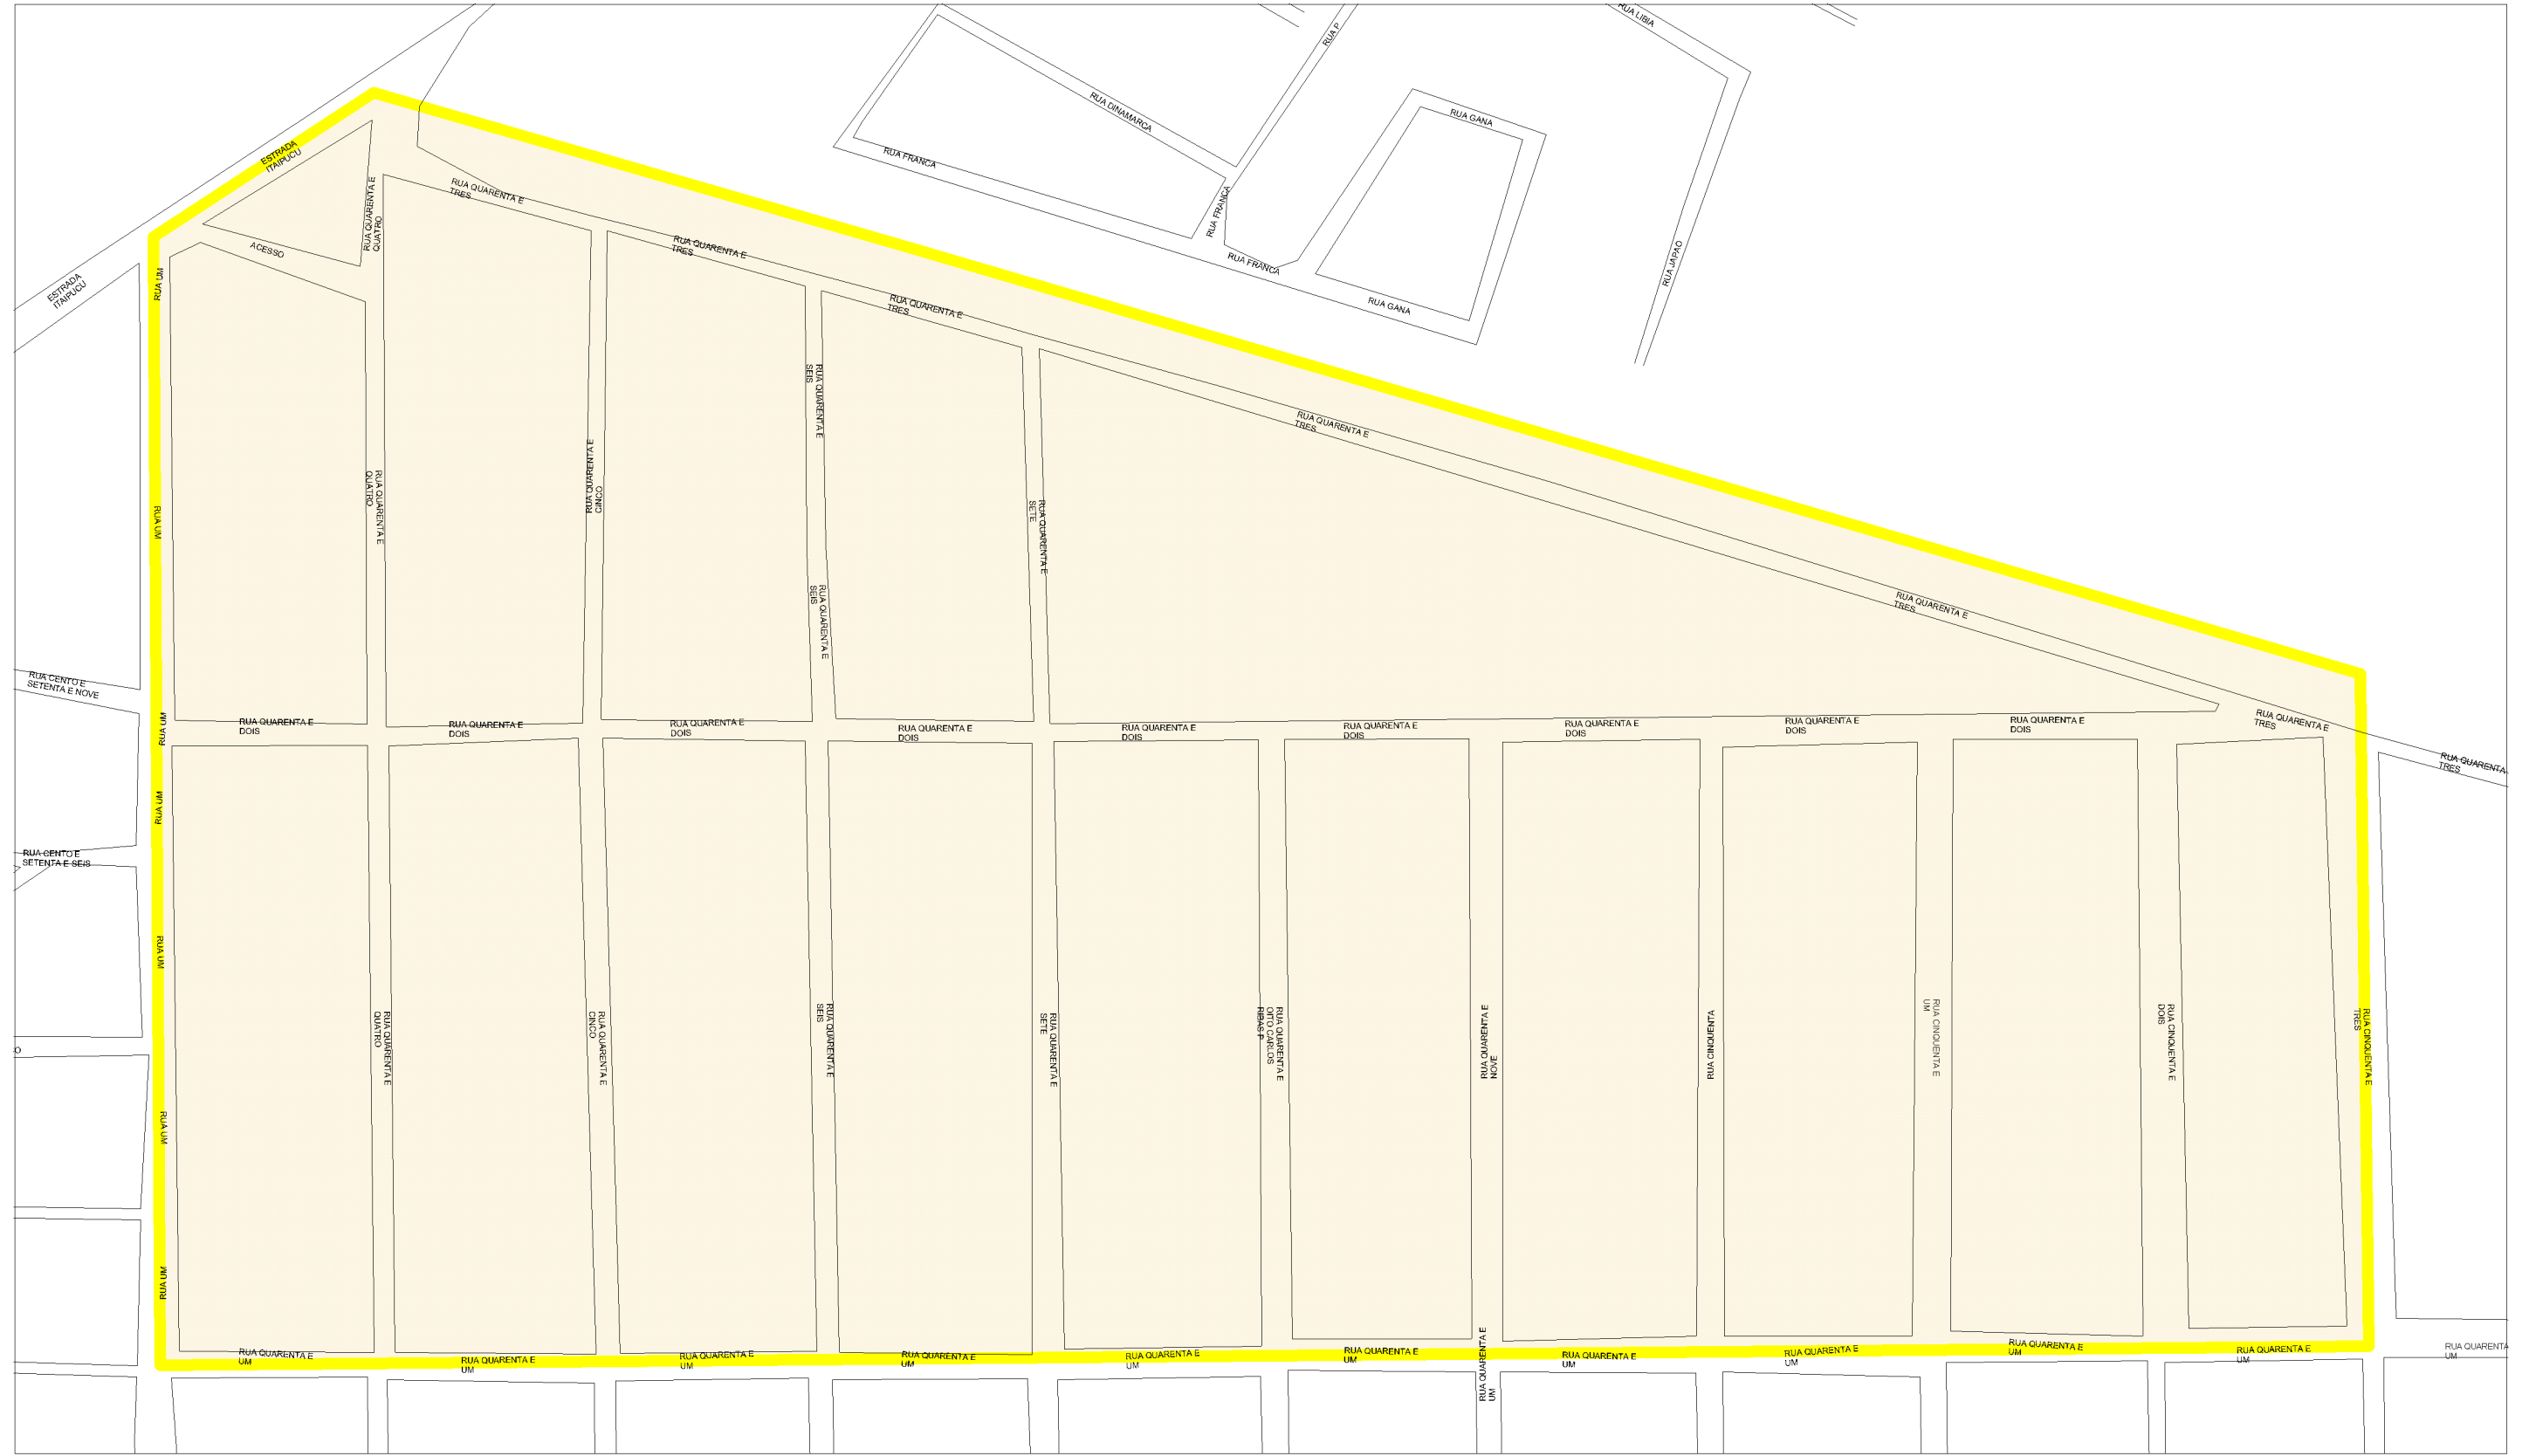 RUA LIBIA
RUA P
RUA DINAMARCA
RUA GANA
RUA FRANCA
ESTRADA
ITAIPUCU
RUA QUARENTA E
TRES
RUA QUARENTA E
QUATRO
RUA FRANCA
ACESSO
RUA QUARENTA E
TRES
RUA FRANCA
RUA JAPAO
RUA UM
ESTRADA
ITAIPUCU
RUA QUARENTA E
TRES
RUA GANA
RUA QUARENTA E
SEIS
RUA QUARENTA E
TRES
RUA QUARENTA E
CINCO
RUA QUARENTA E
QUATRO
RUA UM
RUA QUARENTA E
SETE
RUA QUARENTA E
SEIS
RUA QUARENTA E
TRES
RUA CENTO E
SETENTA E NOVE
RUA UM
RUA QUARENTA E
DOIS
RUA QUARENTA E
DOIS
RUA QUARENTA E
DOIS
RUA QUARENTA E
DOIS
RUA QUARENTA E
DOIS
RUA QUARENTA E
DOIS
RUA QUARENTA E
DOIS
RUA QUARENTA E
DOIS
RUA QUARENTA E
DOIS
RUA QUARENTA E
TRES
RUA QUARENTA
TRES
RUA UM
RUA CENTO E
SETENTA E SEIS
RUA UM
RUA QUARENTA E
QUATRO
RUA QUARENTA E
CINCO
RUA QUARENTA E
SEIS
RUA QUARENTA E
SETE
RUA QUARENTA E
OITO CARLOS
RIBAS P
RUA QUARENTA E
NOVE
RUA CINQUENTA
RUA CINQUENTA E
UM
RUA CINQUENTA E
DOIS
RUA CINQUENTA E
TRES
O
RUA UM
RUA UM
RUA QUARENTA E
UM
RUA QUARENTA E
UM
RUA QUARENTA E
UM
RUA QUARENTA E
UM
RUA QUARENTA E
UM
RUA QUARENTA E
UM
RUA QUARENTA E
UM
RUA QUARENTA E
UM
RUA QUARENTA E
UM
RUA QUARENTA E
UM
RUA QUARENTA E
UM
RUA QUARENTA
UM